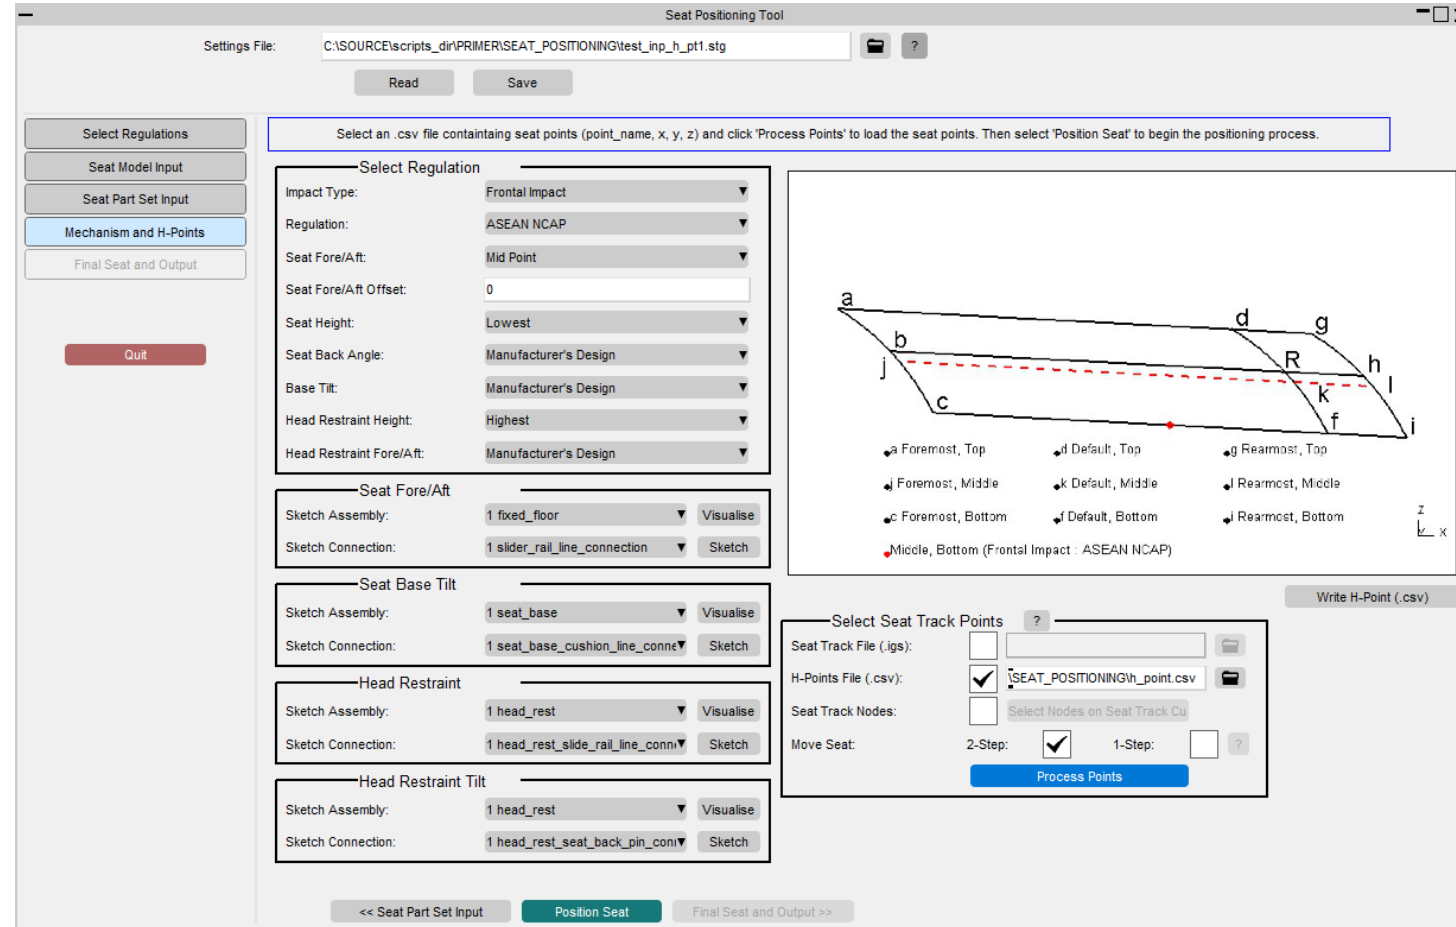 Seat Positioning Tool
Settings File: C:\SOURCE\scripts_dir\PRIMER\SEAT_POSITIONING\test_inp_h_pt1.stg ?
Read Save
Select an .csv file containtaing seat points (point_name, x, y, z) and click 'Process Points' to load the seat points. Then select 'Position Seat' to begin the positioning process.
Select Regulations
Seat Model Input
Seat Part Set Input
Mechanism and H-Points
Final Seat and Output
Quit
Select Regulation
Impact Type: Frontal Impact
Regulation: ASEAN NCAP
Seat Fore/Aft: Mid Point
Seat Fore/Aft Offset: 0
Seat Height: Lowest
Seat Back Angle: Manufacturer's Design
Base Tilt: Manufacturer's Design
Head Restraint Height: Highest
Head Restraint Fore/Aft: Manufacturer's Design
Seat Fore/Aft
Sketch Assembly: 1 fixed_floor Visualise
Sketch Connection: 1 slider_rail_line_connection Sketch
Seat Base Tilt
Sketch Assembly: 1 seat_base Visualise
Sketch Connection: 1 seat_base_cushion_line_conne Sketch
Head Restraint
Sketch Assembly: 1 head_rest Visualise
Sketch Connection: 1 head_rest_slide_rail_line_conn Sketch
Head Restraint Tilt
Sketch Assembly: 1 head_rest Visualise
Sketch Connection: 1 head_rest_seat_back_pin_conn Sketch
a
d g
b
R h
j
k l
c
f i
a Foremost, Top d Default, Top g Rearmost, Top
j Foremost, Middle k Default, Middle l Rearmost, Middle
c Foremost, Bottom f Default, Bottom i Rearmost, Bottom
Middle, Bottom (Frontal Impact : ASEAN NCAP)
Z
Y X
Write H-Point (.csv)
Select Seat Track Points ?
Seat Track File (.igs):
H-Points File (.csv): \SEAT_POSITIONING\h_point.csv
Seat Track Nodes: Select Nodes on Seat Track Cu
Move Seat: 2-Step: 1-Step: ?
Process Points
<< Seat Part Set Input Position Seat Final Seat and Output >>